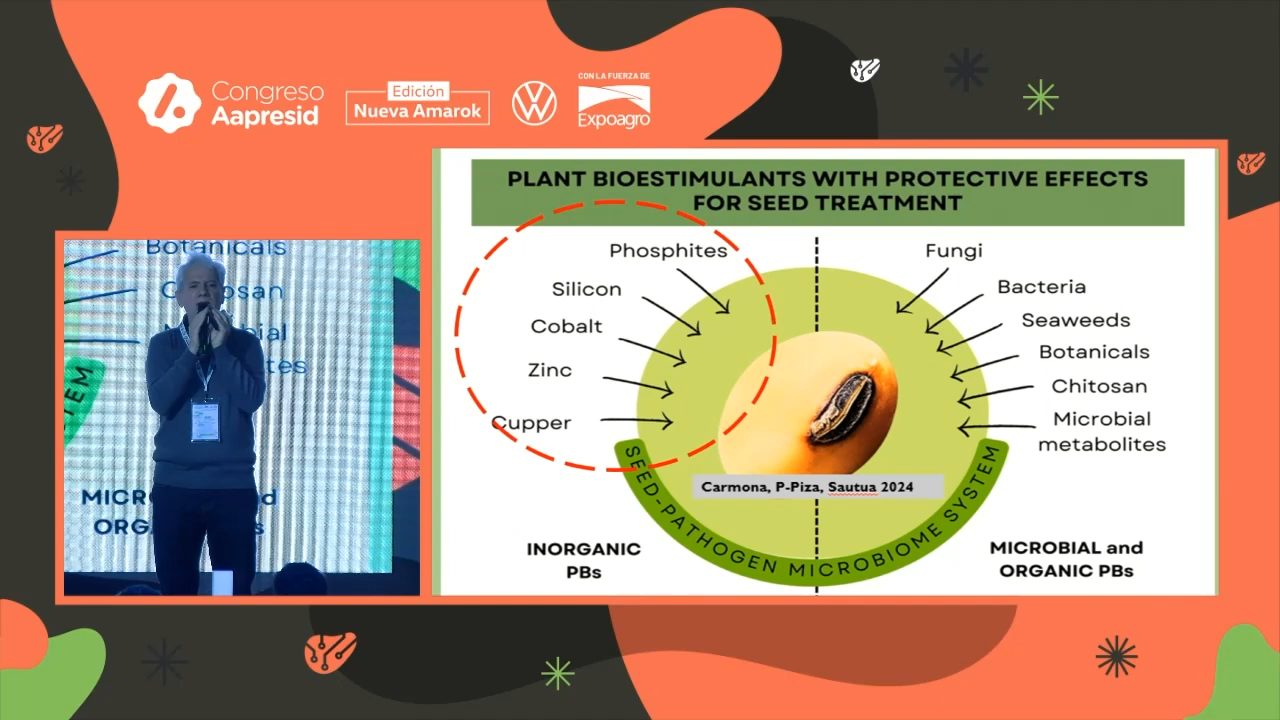 Congreso
Aapresid
Edición
Nueva Amarok
CON LA FUERZA DE
Expoagro
PLANT BIOESTIMULANTS WITH PROTECTIVE EFFECTS
FOR SEED TREATMENT
Phosphites
Silicon
Cobalt
Zinc
Cupper
Fungi
Bacteria
Seaweeds
Botanicals
Chitosan
Microbial
metabolites
SEED-PATHOGEN MICROBIOME SYSTEM
Carmona, P-Piza, Sautua 2024
INORGANIC
PBs
MICROBIAL and
ORGANIC PBs
Botanicals